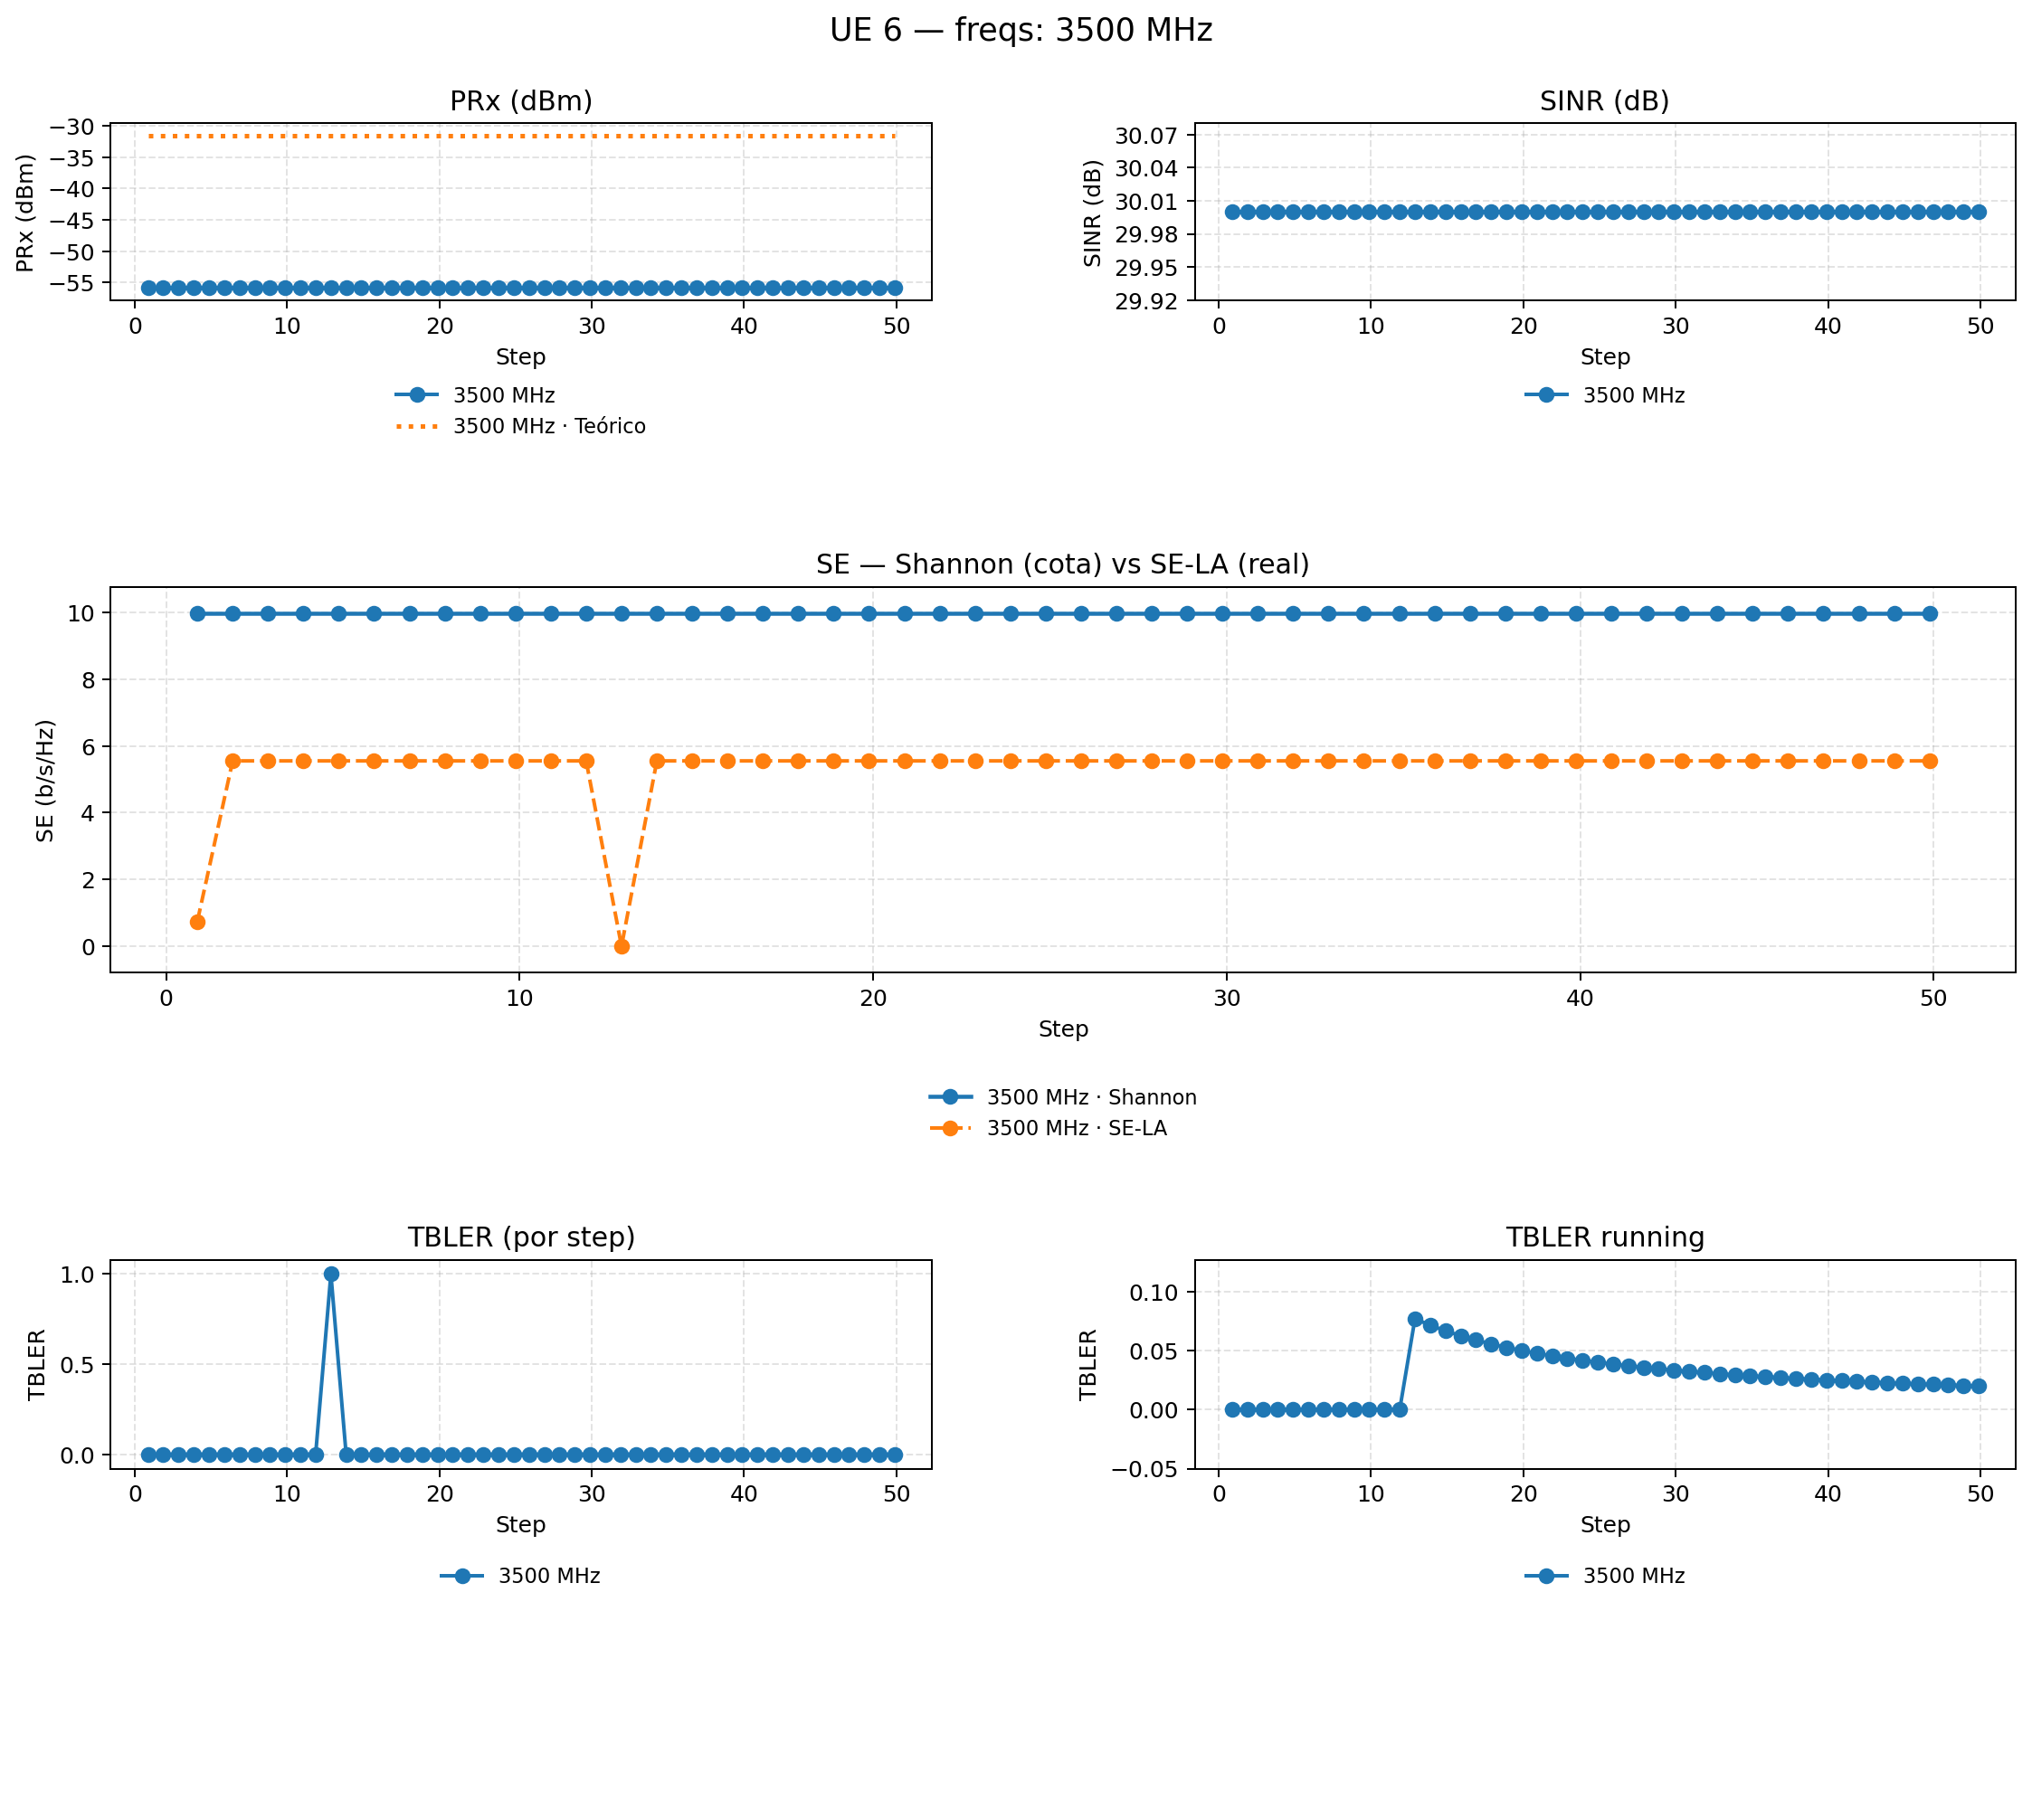 UE 6 — freqs: 3500 MHz
PRx (dBm)
PRx (dBm)
−30
−35
−40
−45
−50
−55
0 10 20 30 40 50
Step
3500 MHz
3500 MHz · Teórico
SINR (dB)
SINR (dB)
30.07
30.04
30.01
29.98
29.95
29.92
0 10 20 30 40 50
Step
3500 MHz
SE — Shannon (cota) vs SE-LA (real)
SE (b/s/Hz)
10
8
6
4
2
0
0 10 20 30 40 50
Step
3500 MHz · Shannon
3500 MHz · SE-LA
TBLER (por step)
TBLER
1.0
0.5
0.0
0 10 20 30 40 50
Step
3500 MHz
TBLER running
TBLER
0.10
0.05
0.00
−0.05
0 10 20 30 40 50
Step
3500 MHz